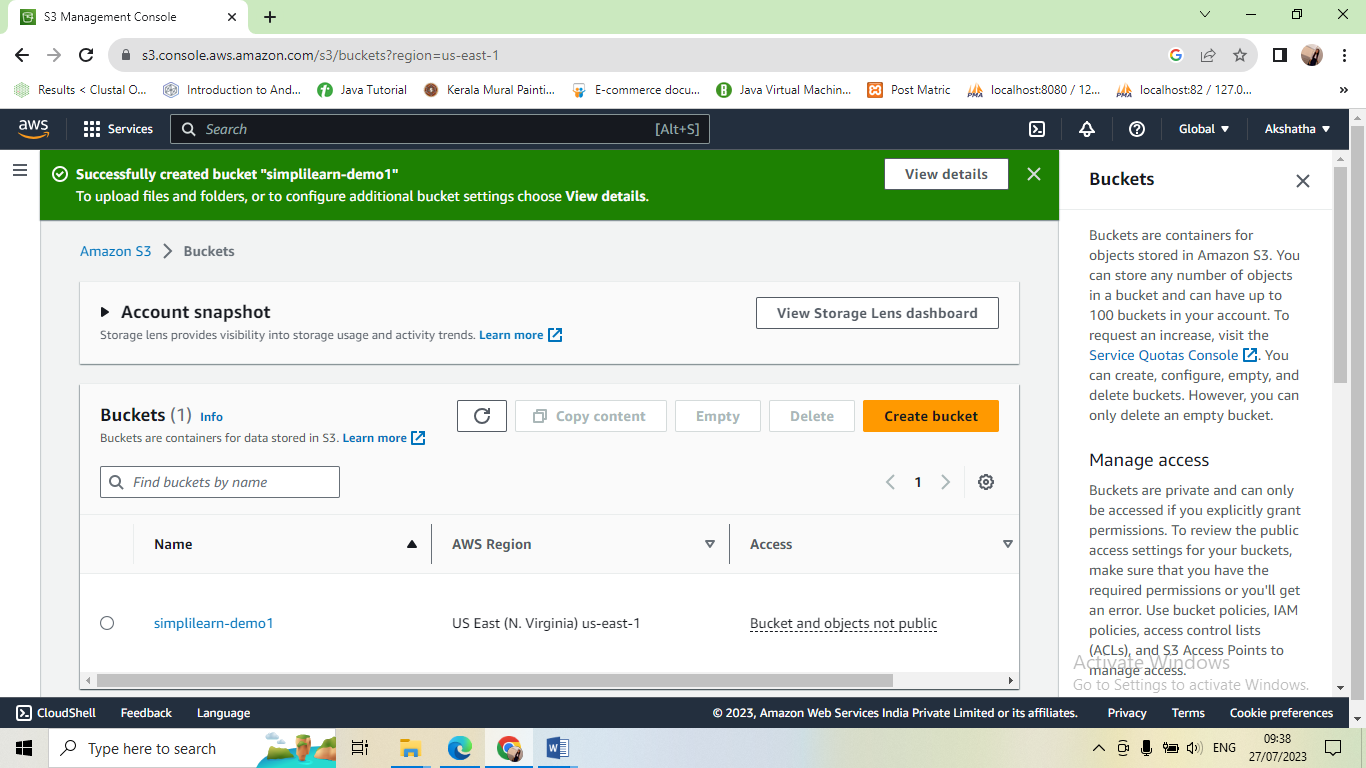 S3 Management Console
s3.console.aws.amazon.com/s3/buckets?region=us-east-1
Results < Clustal O...
Introduction to And...
Java Tutorial
Kerala Mural Painti...
E-commerce docu...
Java Virtual Machin...
Post Matric
localhost:8080 / 12...
localhost:82 / 127.0...
»
aws
Services
Search
[Alt+S]
Global
Akshatha
Successfully created bucket "simplilearn-demo1"
To upload files and folders, or to configure additional bucket settings choose View details.
View details
Amazon S3
Buckets
Account snapshot
Storage lens provides visibility into storage usage and activity trends. Learn more
View Storage Lens dashboard
Buckets (1) Info
Buckets are containers for data stored in S3. Learn more
Copy content
Empty
Delete
Create bucket
Find buckets by name
1
Name
AWS Region
Access
simplilearn-demo1
US East (N. Virginia) us-east-1
Bucket and objects not public
Buckets
Buckets are containers for
objects stored in Amazon S3. You
can store any number of objects
in a bucket and can have up to
100 buckets in your account. To
request an increase, visit the
Service Quotas Console. You
can create, configure, empty, and
delete buckets. However, you can
only delete an empty bucket.
Manage access
Buckets are private and can only
be accessed if you explicitly grant
permissions. To review the public
access settings for your buckets,
make sure that you have the
required permissions or you'll get
an error. Use bucket policies, IAM
policies, access control lists
(ACLs), and S3 Access Points to
manage access.
Activate Windows
Go to Settings to activate Windows.
CloudShell
Feedback
Language
© 2023, Amazon Web Services India Private Limited or its affiliates.
Privacy
Terms
Cookie preferences
Type here to search
W
ENG
09:38
27/07/2023